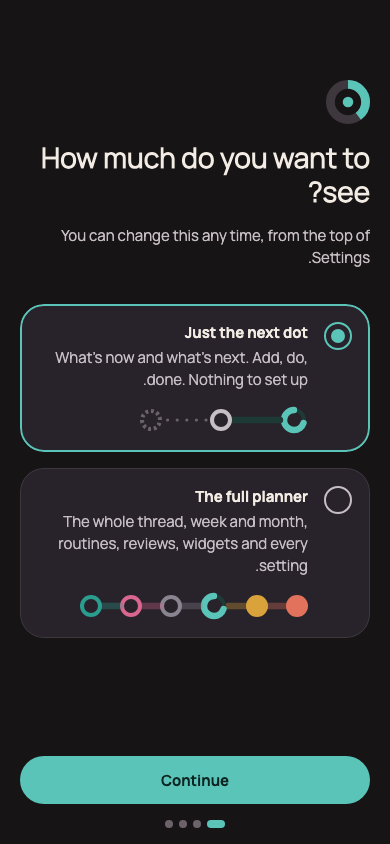 How much do you want to
see?
You can change this any time, from the top of
Settings.
Just the next dot
What's now and what's next. Add, do,
done. Nothing to set up.
The full planner
The whole thread, week and month,
routines, reviews, widgets and every
setting.
Continue